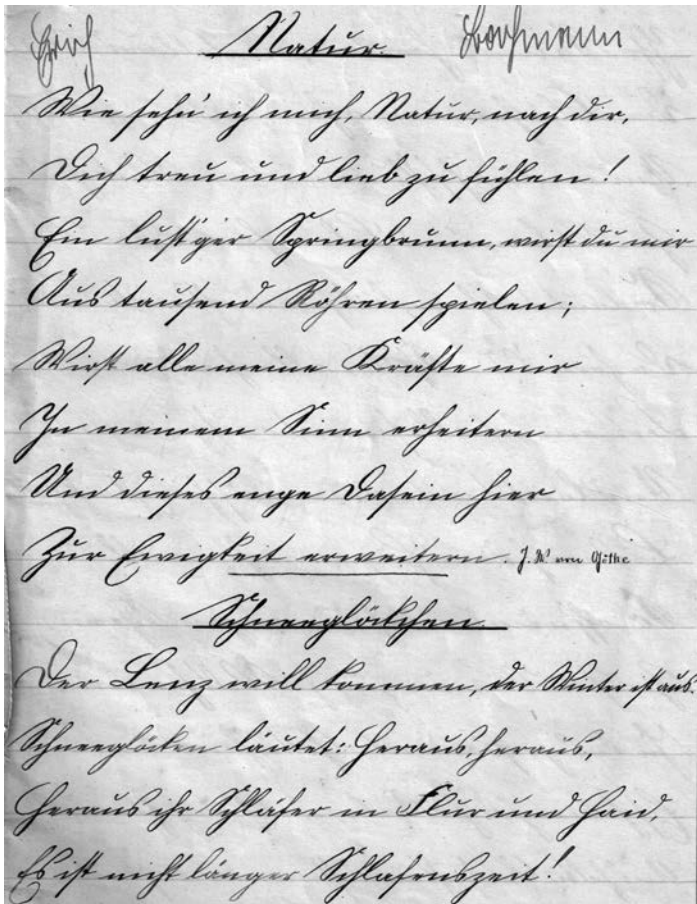 Erich Natur.
Wie sehn' ich mich, Natur, nach dir,
Dich treu und lieb zu fühlen!
Ein lust'ger Springbrunn, wirst du mir
Aus tausend Röhren spielen;
Wirst alle meine Kräfte mir
In meinem Sinn erheitern
Und dieses enge Dasein hier
Zur Ewigkeit erweitern. J. W. von Göthe
Schneeglöckchen.
Der Lenz will kommen, der Winter ist aus.
Schneeglöcken läutet: Heraus, heraus,
Heraus ihr Schläfer in Flur und Haid,
Es ist nicht länger Schlafenszeit!